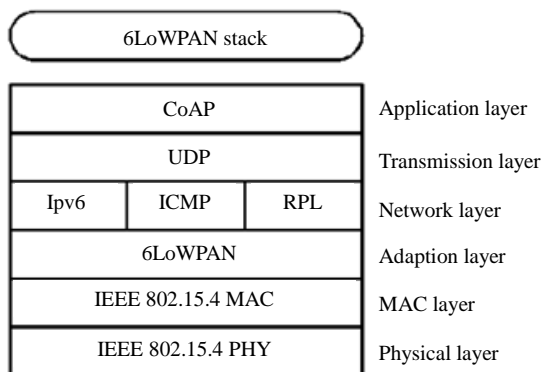 6LoWPAN stack
CoAP Application layer
UDP Transmission layer
Ipv6 ICMP RPL Network layer
6LoWPAN Adaption layer
IEEE 802.15.4 MAC MAC layer
IEEE 802.15.4 PHY Physical layer